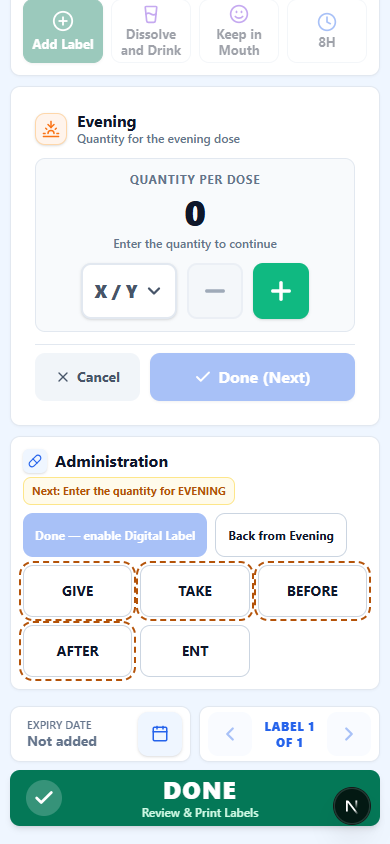 Add Label
Dissolve
and Drink
Keep in
Mouth
8H
Evening
Quantity for the evening dose
QUANTITY PER DOSE
0
Enter the quantity to continue
X / Y
Cancel
Done (Next)
Administration
Next: Enter the quantity for EVENING
Done — enable Digital Label
Back from Evening
GIVE
TAKE
BEFORE
AFTER
ENT
EXPIRY DATE
Not added
LABEL 1
OF 1
DONE
Review & Print Labels
N